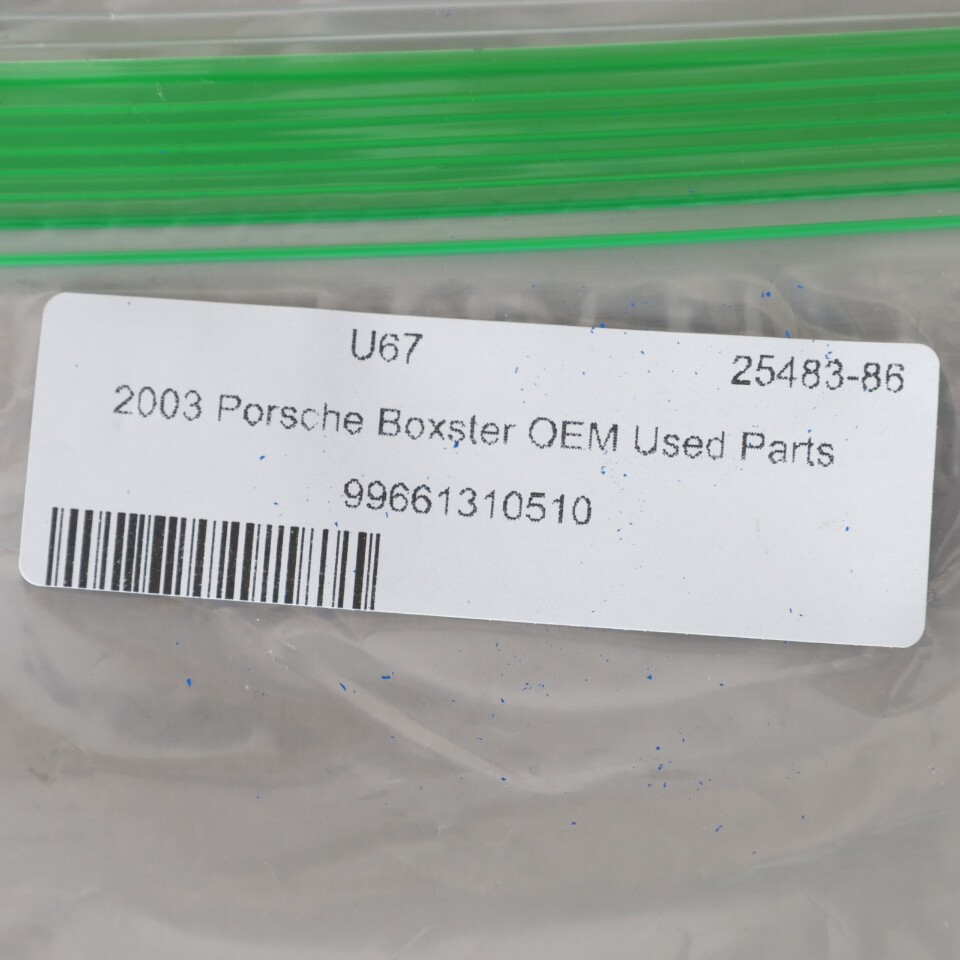 U67
25483-86
2003 Porsche Boxster OEM Used Parts
99661310510